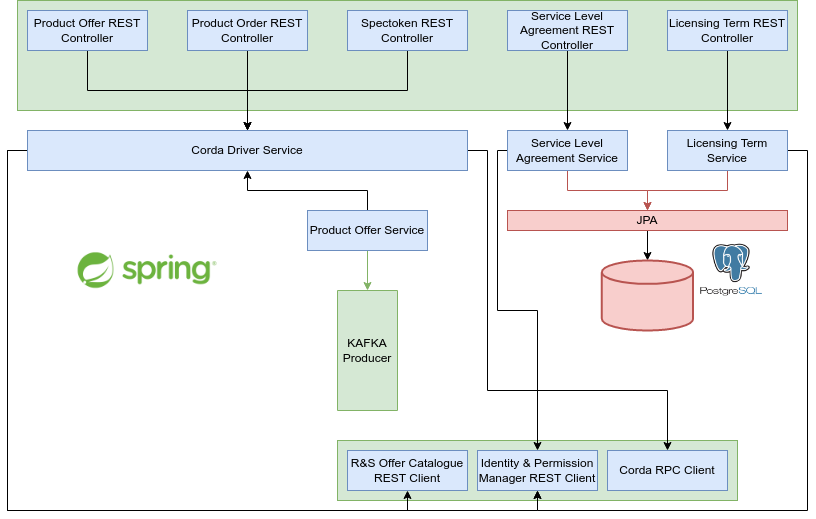 Product Offer REST
Controller
Product Order REST
Controller
Spectoken REST
Controller
Service Level
Agreement REST
Controller
Licensing Term REST
Controller
Corda Driver Service
Service Level
Agreement Service
Licensing Term
Service
Product Offer Service
JPA
spring
PostgreSQL
KAFKA
Producer
R&S Offer Catalogue
REST Client
Identity & Permission
Manager REST Client
Corda RPC Client